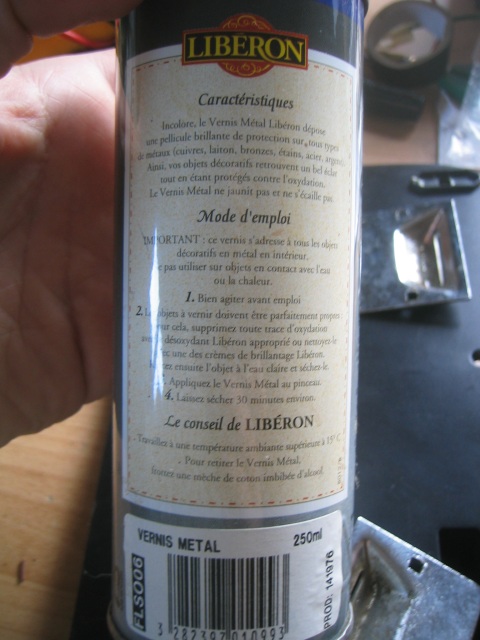 LIBERON
Caractéristiques
Incolore, le Vernis Métal Libéron dépose
une pellicule brillante de protection sur tous types
de métaux (cuivres, laiton, bronzes, étains, acier, argent).
Ainsi, vos objets décoratifs retrouvent un bel éclat
tout en étant protégés contre l'oxydation.
Le Vernis Métal ne jaunit pas et ne s'écaille pas.
Mode d'emploi
IMPORTANT : ce vernis s'adresse à tous les objets
décoratifs en métal en intérieur.
Ne pas utiliser sur objets en contact avec l'eau
ou la chaleur.
1. Bien agiter avant emploi
2. Les objets à vernir doivent être parfaitement propres
pour cela, supprimez toute trace d'oxydation
avec le désoxydant Libéron approprié ou nettoyez-le
avec une des crèmes de brillantage Libéron.
ensuite l'objet à l'eau claire et séchez-le.
Appliquez le Vernis Métal au pinceau.
4. Laissez sécher 30 minutes environ.
Le conseil de LIBÉRON
Travaillez à une température ambiante supérieure à 15° C.
Pour retirer le Vernis Métal,
frottez une mèche de coton imbibée d'alcool.
VERNIS METAL 250ml
FLSO06
PROD: 141976
3 282397 010993